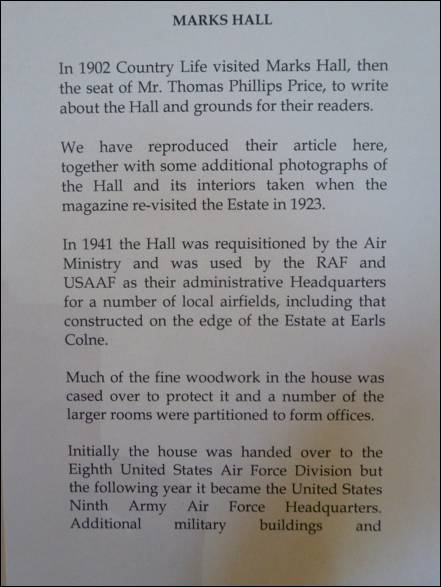 MARKS HALL
In 1902 Country Life visited Marks Hall, then
the seat of Mr. Thomas Phillips Price, to write
about the Hall and grounds for their readers.
We have reproduced their article here,
together with some additional photographs of
the Hall and its interiors taken when the
magazine re-visited the Estate in 1923.
In 1941 the Hall was requisitioned by the Air
Ministry and was used by the RAF and
USAAF as their administrative Headquarters
for a number of local airfields, including that
constructed on the edge of the Estate at Earls
Colne.
Much of the fine woodwork in the house was
cased over to protect it and a number of the
larger rooms were partitioned to form offices.
Initially the house was handed over to the
Eighth United States Air Force Division but
the following year it became the United States
Ninth Army Air Force Headquarters.
Additional military buildings and